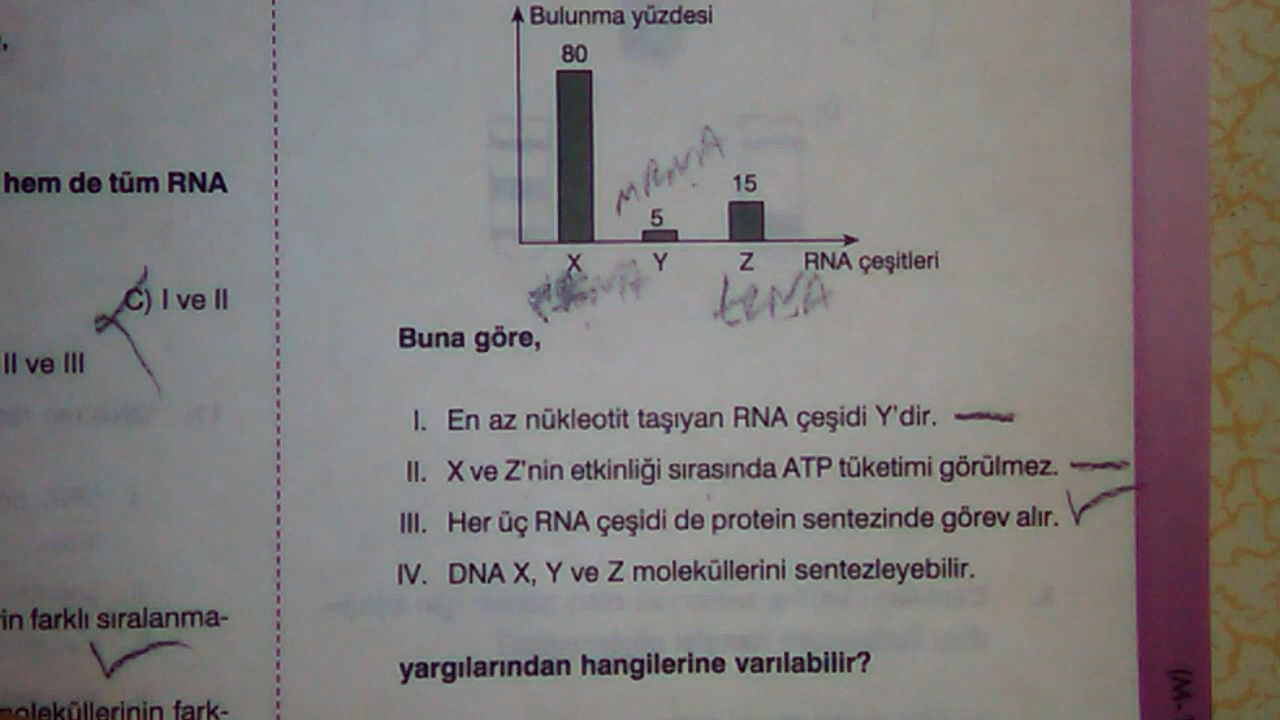 hem de tüm RNA
C) I ve II
II ve III
in farklı sıralanma-
moleküllerinin fark-
Bulunma yüzdesi
80
mRNA
15
5
X Y Z RNA çeşitleri
tRNA
Buna göre,
I. En az nükleotit taşıyan RNA çeşidi Y'dir.
II. X ve Z'nin etkinliği sırasında ATP tüketimi görülmez.
III. Her üç RNA çeşidi de protein sentezinde görev alır.
IV. DNA X, Y ve Z moleküllerini sentezleyebilir.
yargılarından hangilerine varılabilir?